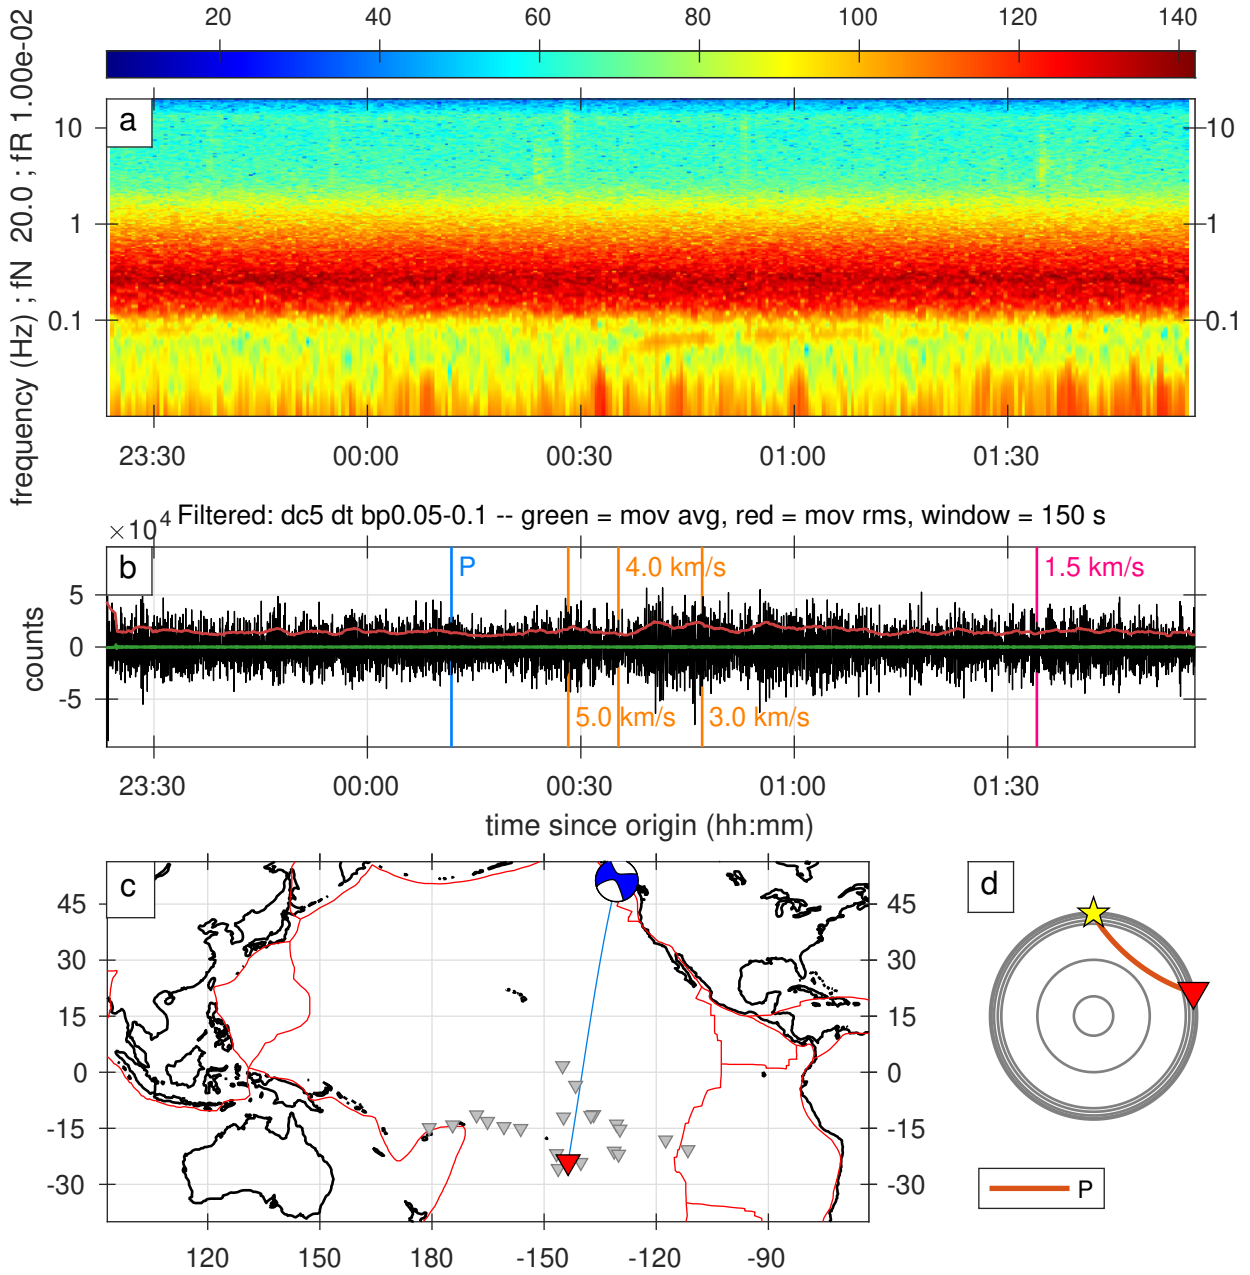 20 40 60 80 100 120 140
frequency (Hz) ; fN 20.0 ; fR 1.00e-02
a
10 10
1 1
0.1 0.1
23:30 00:00 00:30 01:00 01:30
×10⁴ Filtered: dc5 dt bp0.05-0.1 -- green = mov avg, red = mov rms, window = 150 s
b
P 4.0 km/s 1.5 km/s
5
0
-5
counts
5.0 km/s 3.0 km/s
23:30 00:00 00:30 01:00 01:30
time since origin (hh:mm)
c
d
45 45
30 30
15 15
0 0
-15 -15
-30 -30
120 150 180 -150 -120 -90
P